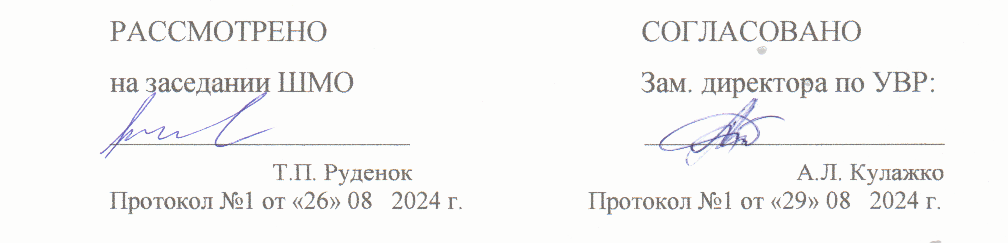 РАССМОТРЕНО
на заседании ШМО
Т.П. Руденок
Протокол №1 от «26» 08 2024 г.
СОГЛАСОВАНО
Зам. директора по УВР:
А.Л. Кулажко
Протокол №1 от «29» 08 2024 г.